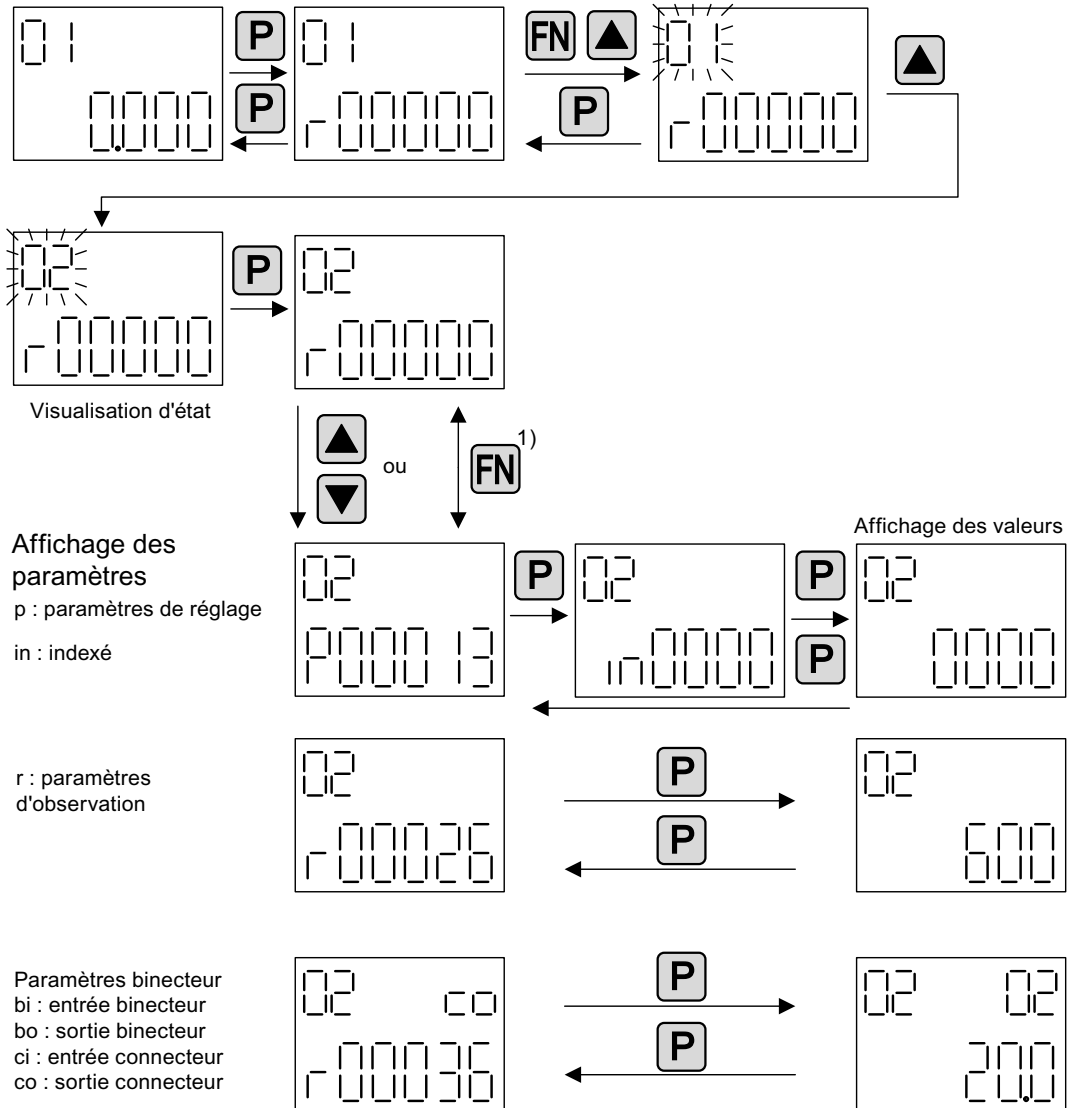 01
P
01
FN
01
0.000
P
r00000
P
r00000
02
P
02
r00000
r00000
Visualisation d'état
ou
FN 1)
Affichage des valeurs
Affichage des
paramètres
p : paramètres de réglage
in : indexé
02
P
02
P
02
P00013
in0000
P
0000
r : paramètres
d'observation
02
P
02
r00026
P
600
Paramètres binecteur
bi : entrée binecteur
bo : sortie binecteur
ci : entrée connecteur
co : sortie connecteur
02 co
P
02 02
r00036
P
20.0